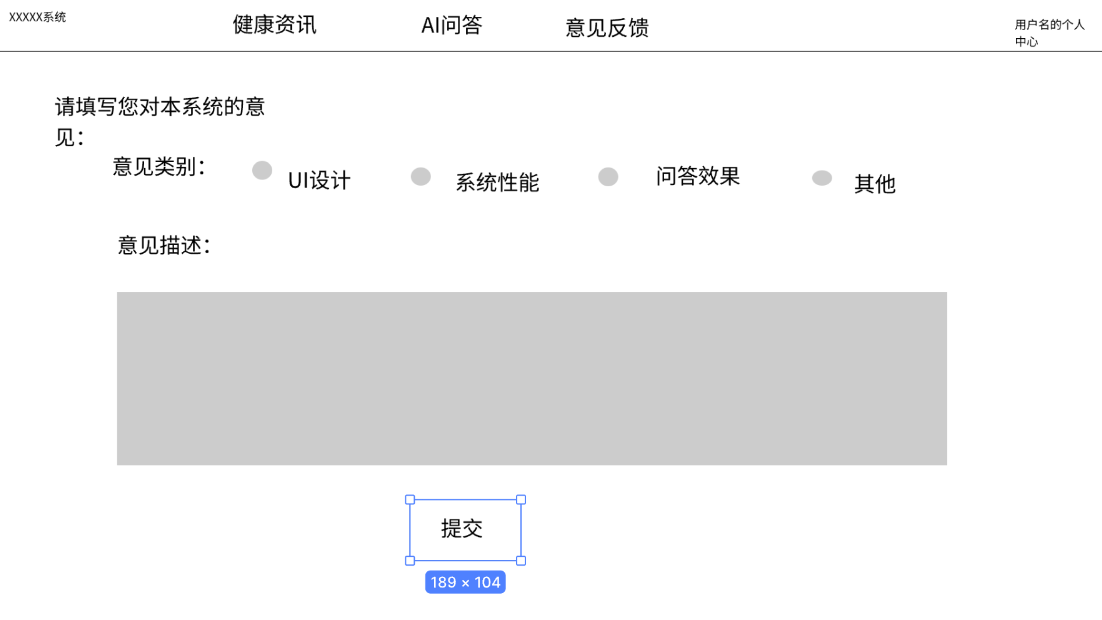 XXXXX系统
健康资讯
AI问答
意见反馈
用户名的个人
中心
请填写您对本系统的意
见：
意见类别：
UI设计
系统性能
问答效果
其他
意见描述：
提交
189 × 104